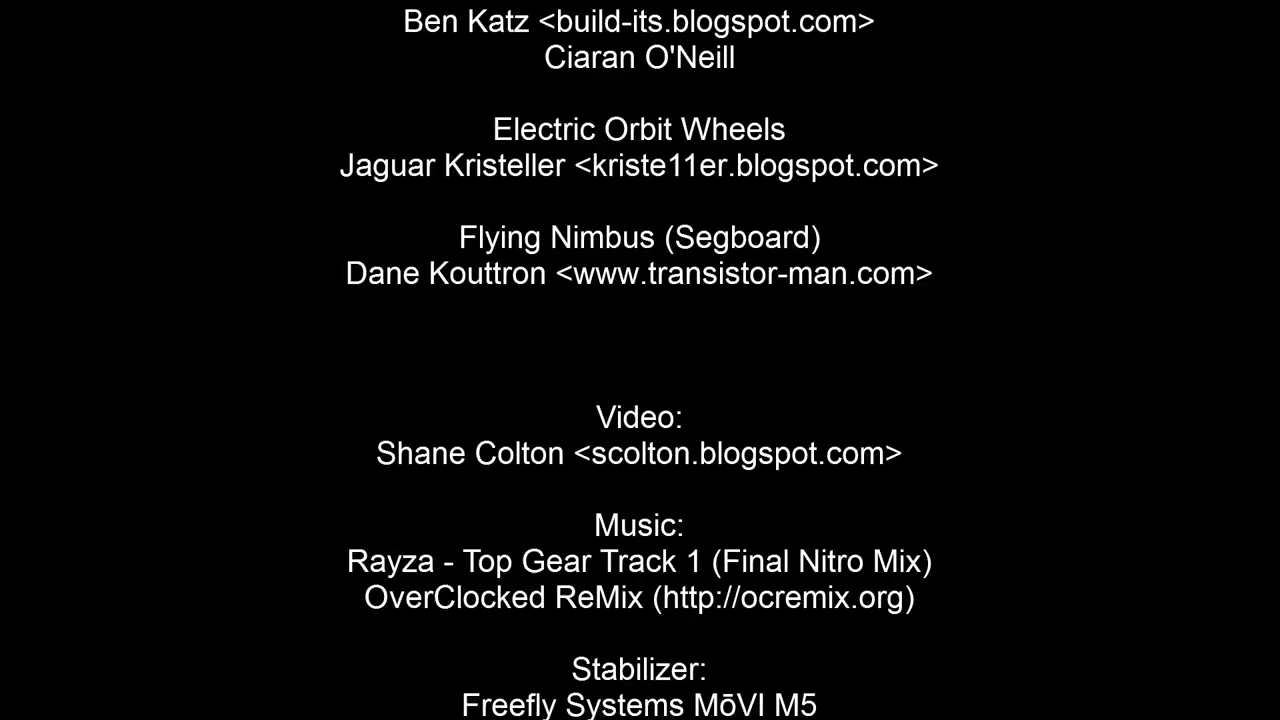 Ben Katz <build-its.blogspot.com>
Ciaran O'Neill
Electric Orbit Wheels
Jaguar Kristeller <kriste11er.blogspot.com>
Flying Nimbus (Segboard)
Dane Kouttron <www.transistor-man.com>
Video:
Shane Colton <scolton.blogspot.com>
Music:
Rayza - Top Gear Track 1 (Final Nitro Mix)
OverClocked ReMix (http://ocremix.org)
Stabilizer:
Freefly Systems MōVI M5